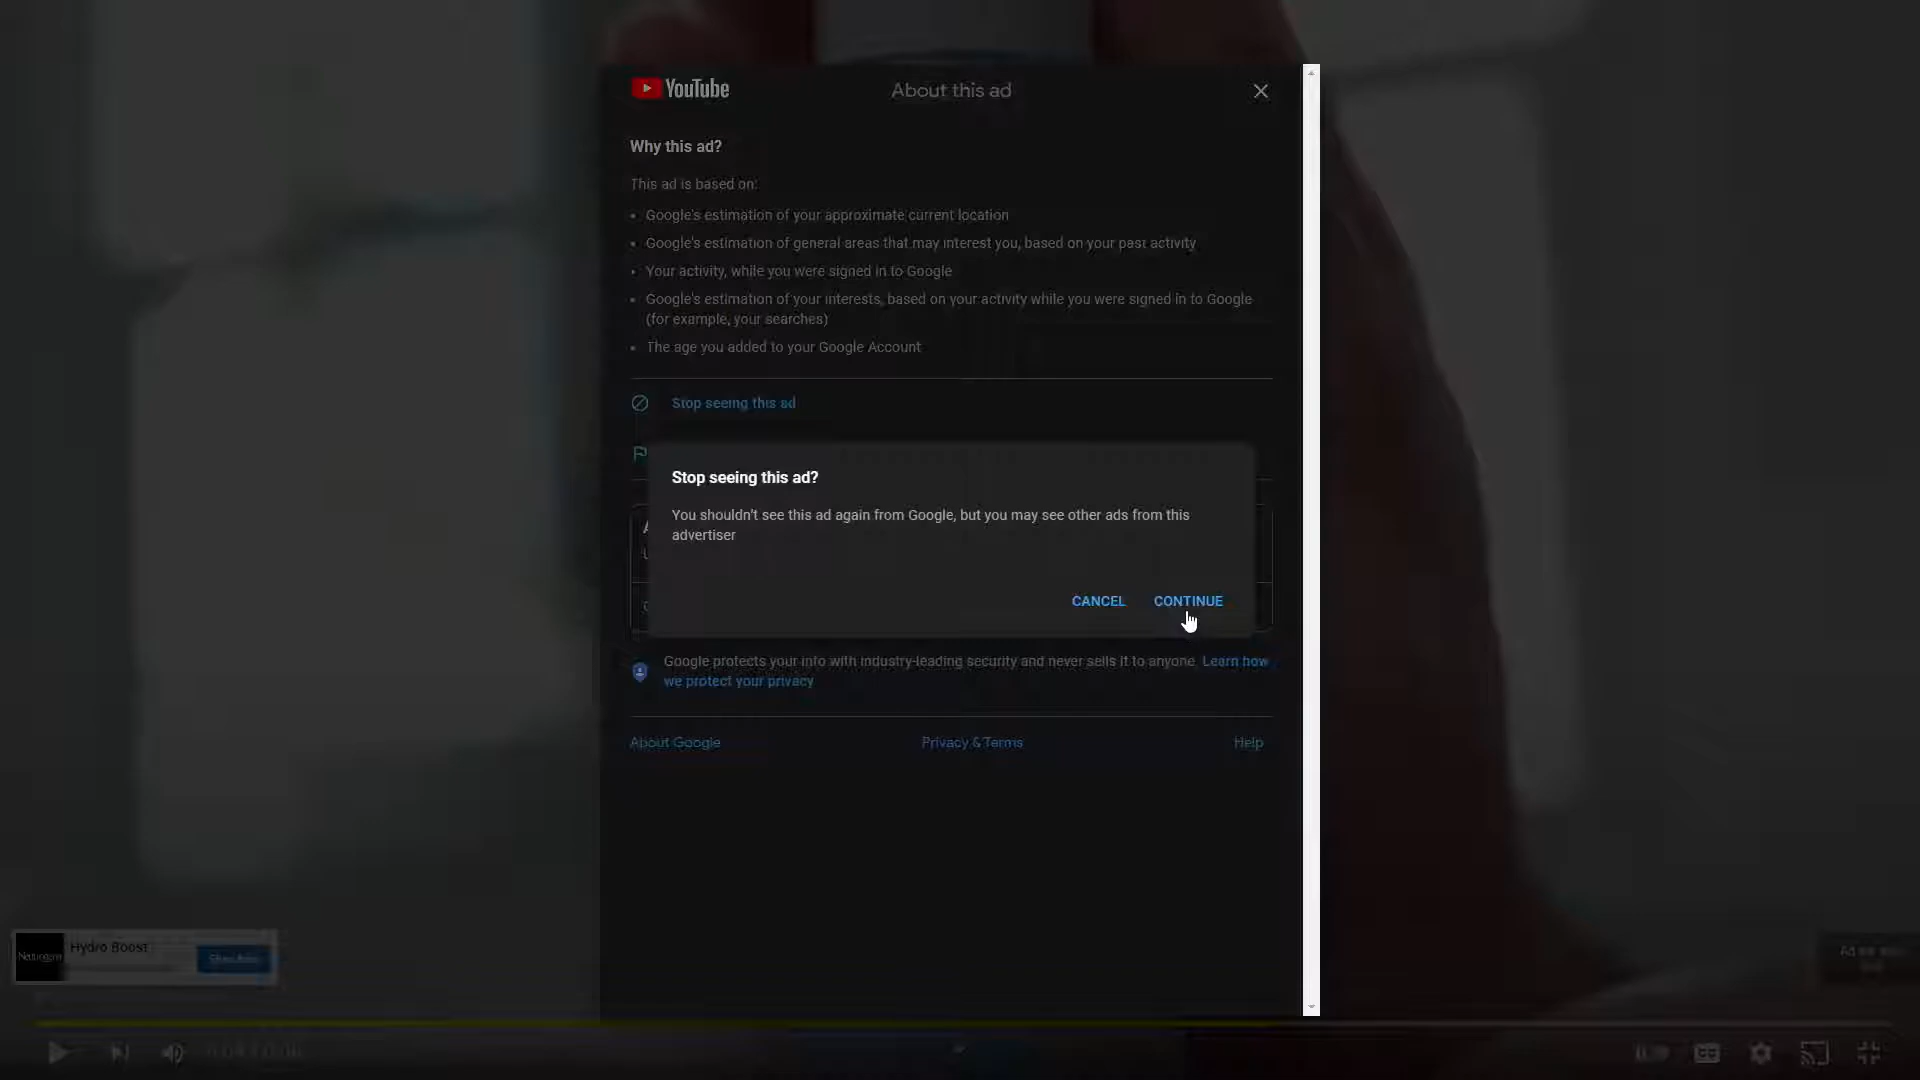 YouTube
About this ad
Why this ad?
This ad is based on:
Google's estimation of your approximate current location
Google's estimation of general areas that may interest you, based on your past activity
Your activity, while you were signed in to Google
Google's estimation of your interests, based on your activity while you were signed in to Google
(for example, your searches)
The age you added to your Google Account
Stop seeing this ad
Stop seeing this ad?
You shouldn't see this ad again from Google, but you may see other ads from this
advertiser
CANCEL CONTINUE
Google protects your info with industry-leading security and never sells it to anyone. Learn how
we protect your privacy
About Google Privacy & Terms Help
Hydro Boost